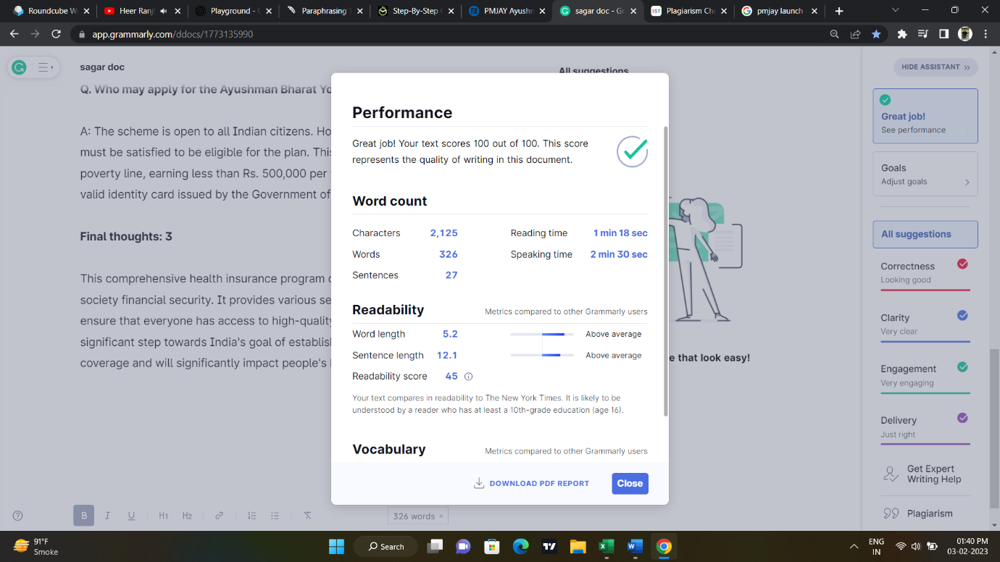 Roundcube W
Heer Ranj
Playground -
Paraphrasing T
Step-By-Step
PMJAY Ayushm
sagar doc - Gr
Plagiarism Che
pmjay launch
app.grammarly.com/ddocs/1773135990
sagar doc
All suggestions
HIDE ASSISTANT
Q. Who may apply for the Ayushman Bharat Yo
A: The scheme is open to all Indian citizens. Ho
must be satisfied to be eligible for the plan. Thi
poverty line, earning less than Rs. 500,000 per
valid identity card issued by the Government of
Final thoughts: 3
This comprehensive health insurance program
society financial security. It provides various se
ensure that everyone has access to high-quality
significant step towards India's goal of establis
coverage and will significantly impact people's
Performance
Great job! Your text scores 100 out of 100. This score
represents the quality of writing in this document.
Word count
Characters 2,125 Reading time 1 min 18 sec
Words 326 Speaking time 2 min 30 sec
Sentences 27
Readability Metrics compared to other Grammarly users
Word length 5.2 Above average
Sentence length 12.1 Above average
Readability score 45
Your text compares in readability to The New York Times. It is likely to be
understood by a reader who has at least a 10th-grade education (age 16).
Vocabulary Metrics compared to other Grammarly users
DOWNLOAD PDF REPORT Close
e that look easy!
Great job!
See performance
Goals
Adjust goals
All suggestions
Correctness
Looking good
Clarity
Very clear
Engagement
Very engaging
Delivery
Just right
Get Expert
Writing Help
Plagiarism
B I U H1 H2
326 words
91°F
Smoke
Search
ENG
IN
01:40 PM
03-02-2023